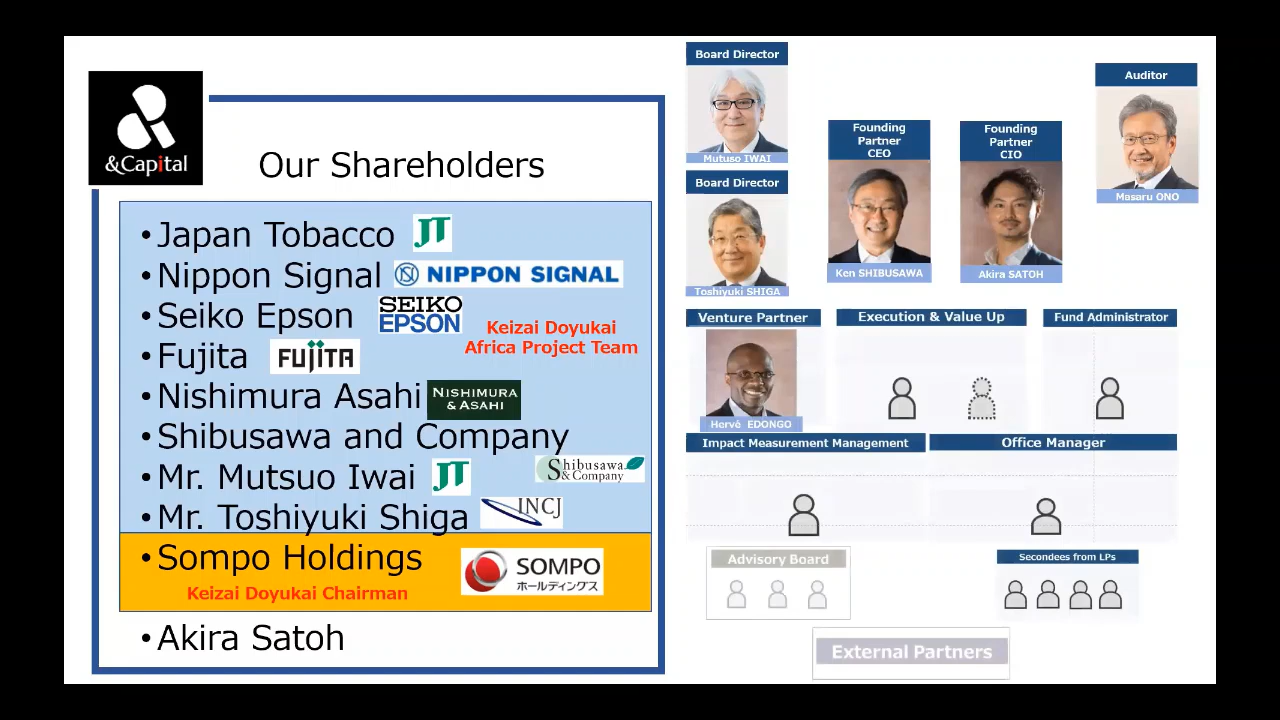 &Capital
Our Shareholders
•Japan Tobacco JT
•Nippon Signal NIPPON SIGNAL
•Seiko Epson SEIKO
EPSON
Keizai Doyukai
Africa Project Team
•Fujita FUJITA
•Nishimura Asahi NISHIMURA
& ASAHI
•Shibusawa and Company
Shibusawa
& Company
•Mr. Mutsuo Iwai JT
•Mr. Toshiyuki Shiga INCJ
•Sompo Holdings SOMPO
ホールディングス
Keizai Doyukai Chairman
•Akira Satoh
Board Director
Mutuso IWAI
Board Director
Toshiyuki SHIGA
Founding
Partner
CEO
Ken SHIBUSAWA
Founding
Partner
CIO
Akira SATOH
Auditor
Masaru ONO
Venture Partner
Hervé EDONGO
Execution & Value Up
Fund Administrator
Impact Measurement Management
Office Manager
Advisory Board
Secondees from LPs
External Partners